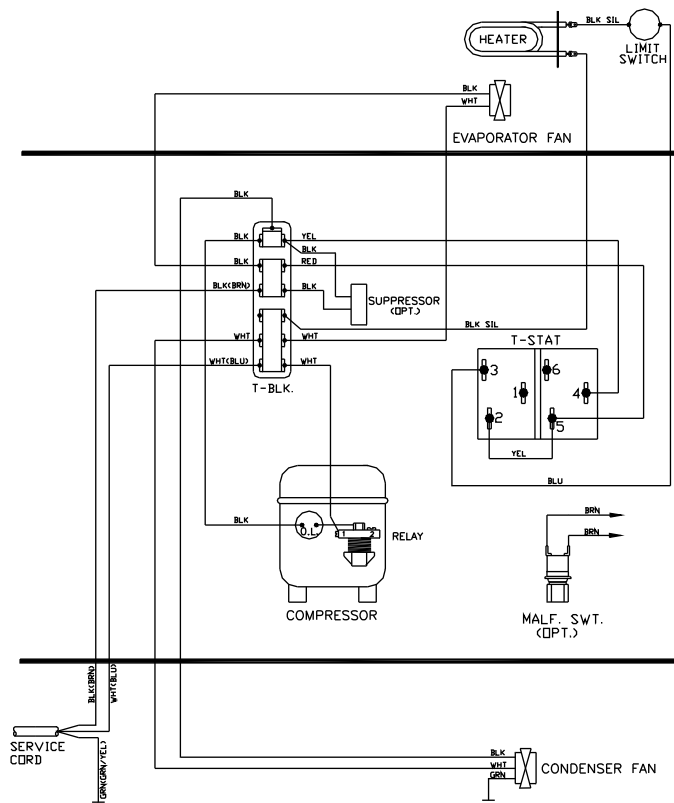 BLK SIL
HEATER
LIMIT
SWITCH
BLK
WHT
EVAPORATOR FAN
BLK
BLK
YEL
BLK
BLK
RED
BLK(BRN)
BLK
SUPPRESSOR
(OPT.)
BLK SIL
WHT
WHT
T-STAT
WHT(BLU)
WHT
3
6
T-BLK.
1
4
2
5
YEL
BLU
BLK
O.L.
1
2
RELAY
BRN
BRN
COMPRESSOR
MALF. SWT.
(OPT.)
BLK(BRN)
WHT(BLU)
SERVICE
CORD
GRN(GRN/YEL)
BLK
WHT
GRN
CONDENSER FAN